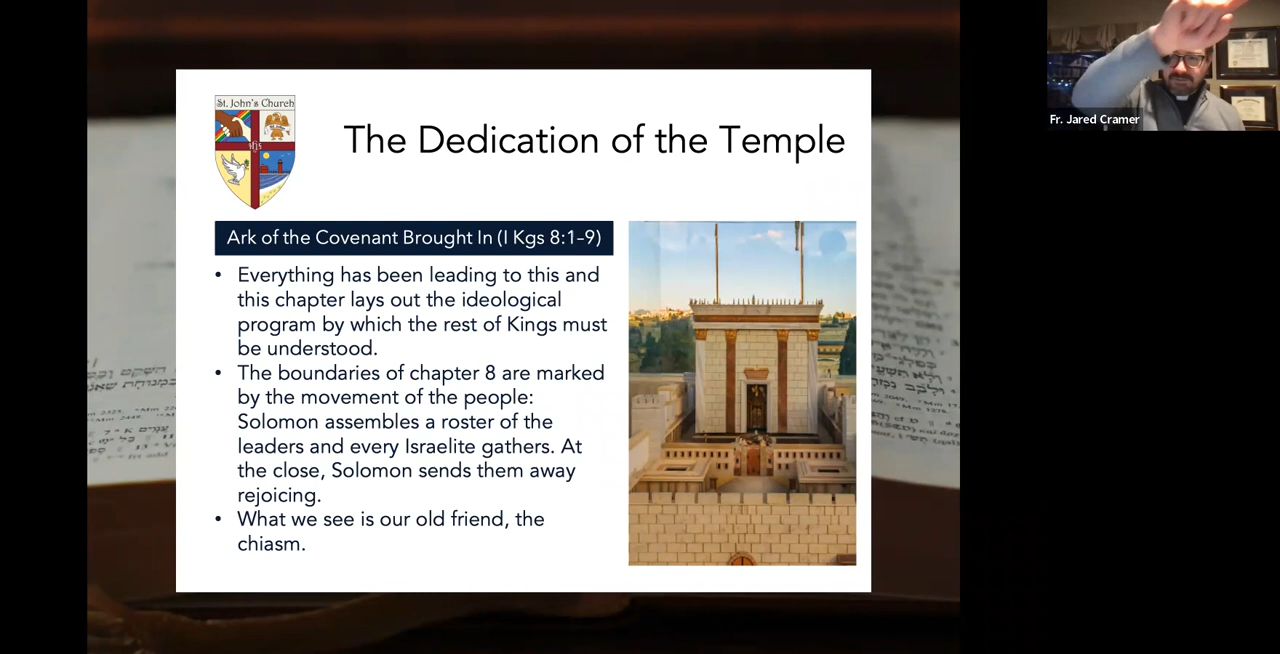 St. John's Church
The Dedication of the Temple
Ark of the Covenant Brought In (I Kgs 8:1–9)
• Everything has been leading to this and
this chapter lays out the ideological
program by which the rest of Kings must
be understood.
• The boundaries of chapter 8 are marked
by the movement of the people:
Solomon assembles a roster of the
leaders and every Israelite gathers. At
the close, Solomon sends them away
rejoicing.
• What we see is our old friend, the
chiasm.
Fr. Jared Cramer